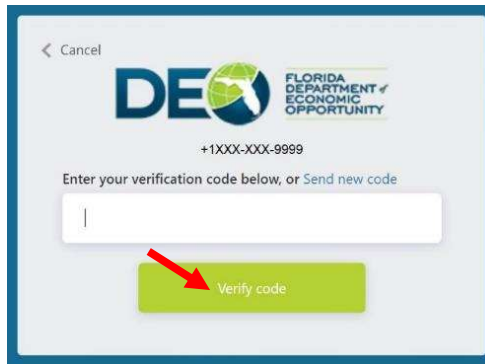 Cancel
DEO
FLORIDA
DEPARTMENT of
ECONOMIC
OPPORTUNITY
+1XXX-XXX-9999
Enter your verification code below, or Send new code
Verify code